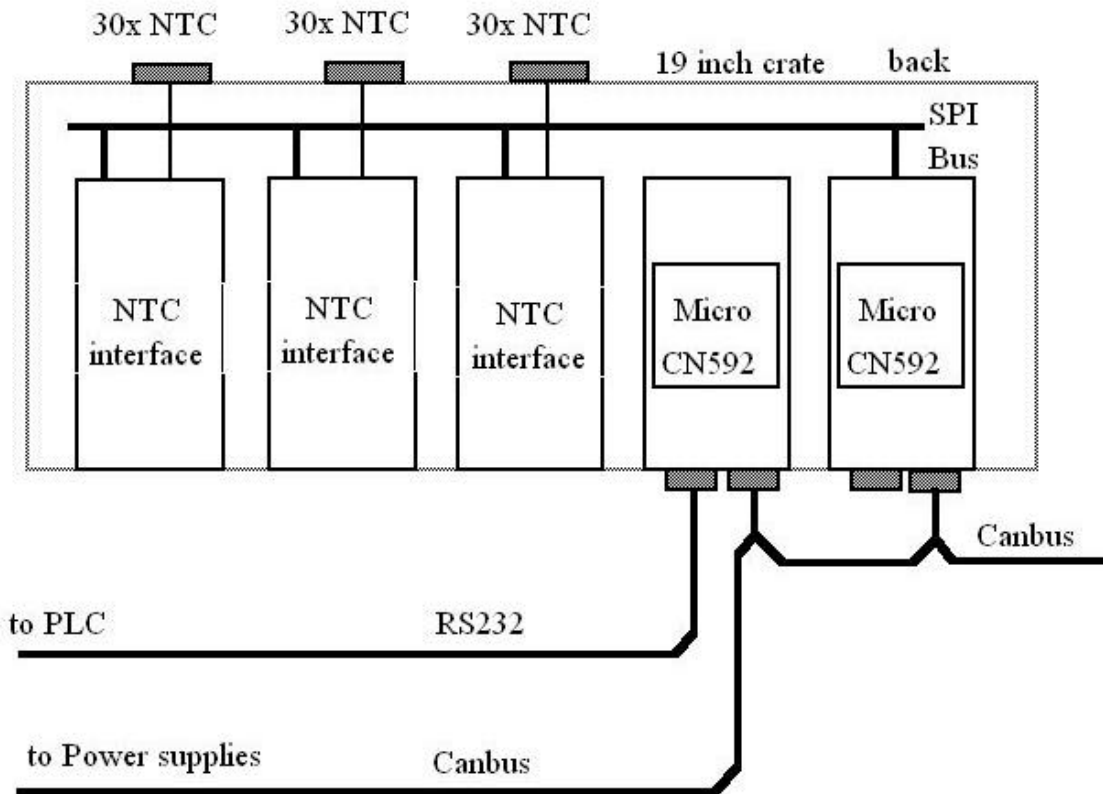 30x NTC
30x NTC
30x NTC
19 inch crate
back
SPI
Bus
NTC
interface
NTC
interface
NTC
interface
Micro
CN592
Micro
CN592
Canbus
to PLC
RS232
to Power supplies
Canbus